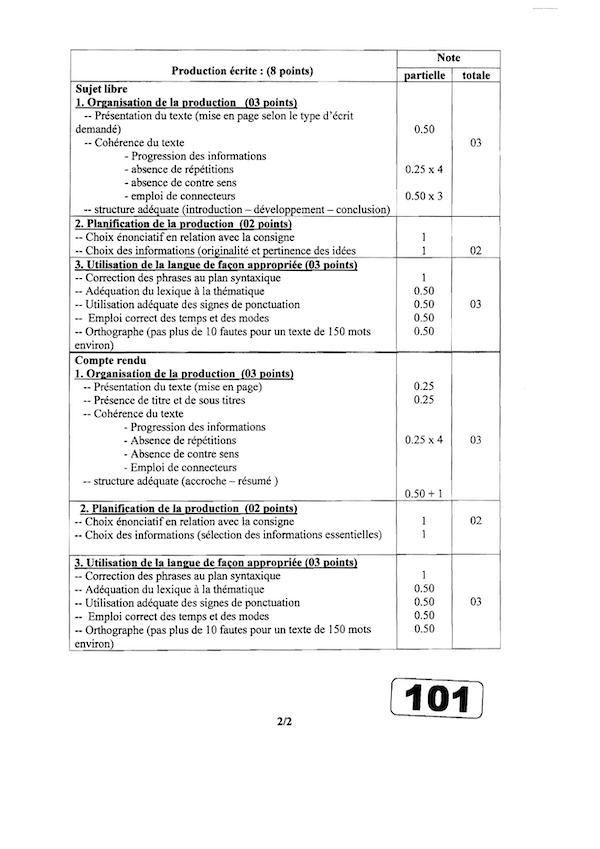 Note
Production écrite : (8 points)
partielle totale
Sujet libre
1. Organisation de la production (03 points)
-- Présentation du texte (mise en page selon le type d'écrit
demandé) 0.50
-- Cohérence du texte 03
- Progression des informations
- absence de répétitions 0.25 x 4
- absence de contre sens
- emploi de connecteurs 0.50 x 3
-- structure adéquate (introduction – développement – conclusion)
2. Planification de la production (02 points)
-- Choix énonciatif en relation avec la consigne 1
-- Choix des informations (originalité et pertinence des idées 1 02
3. Utilisation de la langue de façon appropriée (03 points)
-- Correction des phrases au plan syntaxique 1
-- Adéquation du lexique à la thématique 0.50
-- Utilisation adéquate des signes de ponctuation 0.50 03
-- Emploi correct des temps et des modes 0.50
-- Orthographe (pas plus de 10 fautes pour un texte de 150 mots 0.50
environ)
Compte rendu
1. Organisation de la production (03 points)
-- Présentation du texte (mise en page) 0.25
-- Présence de titre et de sous titres 0.25
-- Cohérence du texte
- Progression des informations
- Absence de répétitions 0.25 x 4 03
- Absence de contre sens
- Emploi de connecteurs
-- structure adéquate (accroche – résumé )
0.50 + 1
2. Planification de la production (02 points)
-- Choix énonciatif en relation avec la consigne 1 02
-- Choix des informations (sélection des informations essentielles) 1
3. Utilisation de la langue de façon appropriée (03 points)
-- Correction des phrases au plan syntaxique 1
-- Adéquation du lexique à la thématique 0.50
-- Utilisation adéquate des signes de ponctuation 0.50 03
-- Emploi correct des temps et des modes 0.50
-- Orthographe (pas plus de 10 fautes pour un texte de 150 mots 0.50
environ)
101
2/2